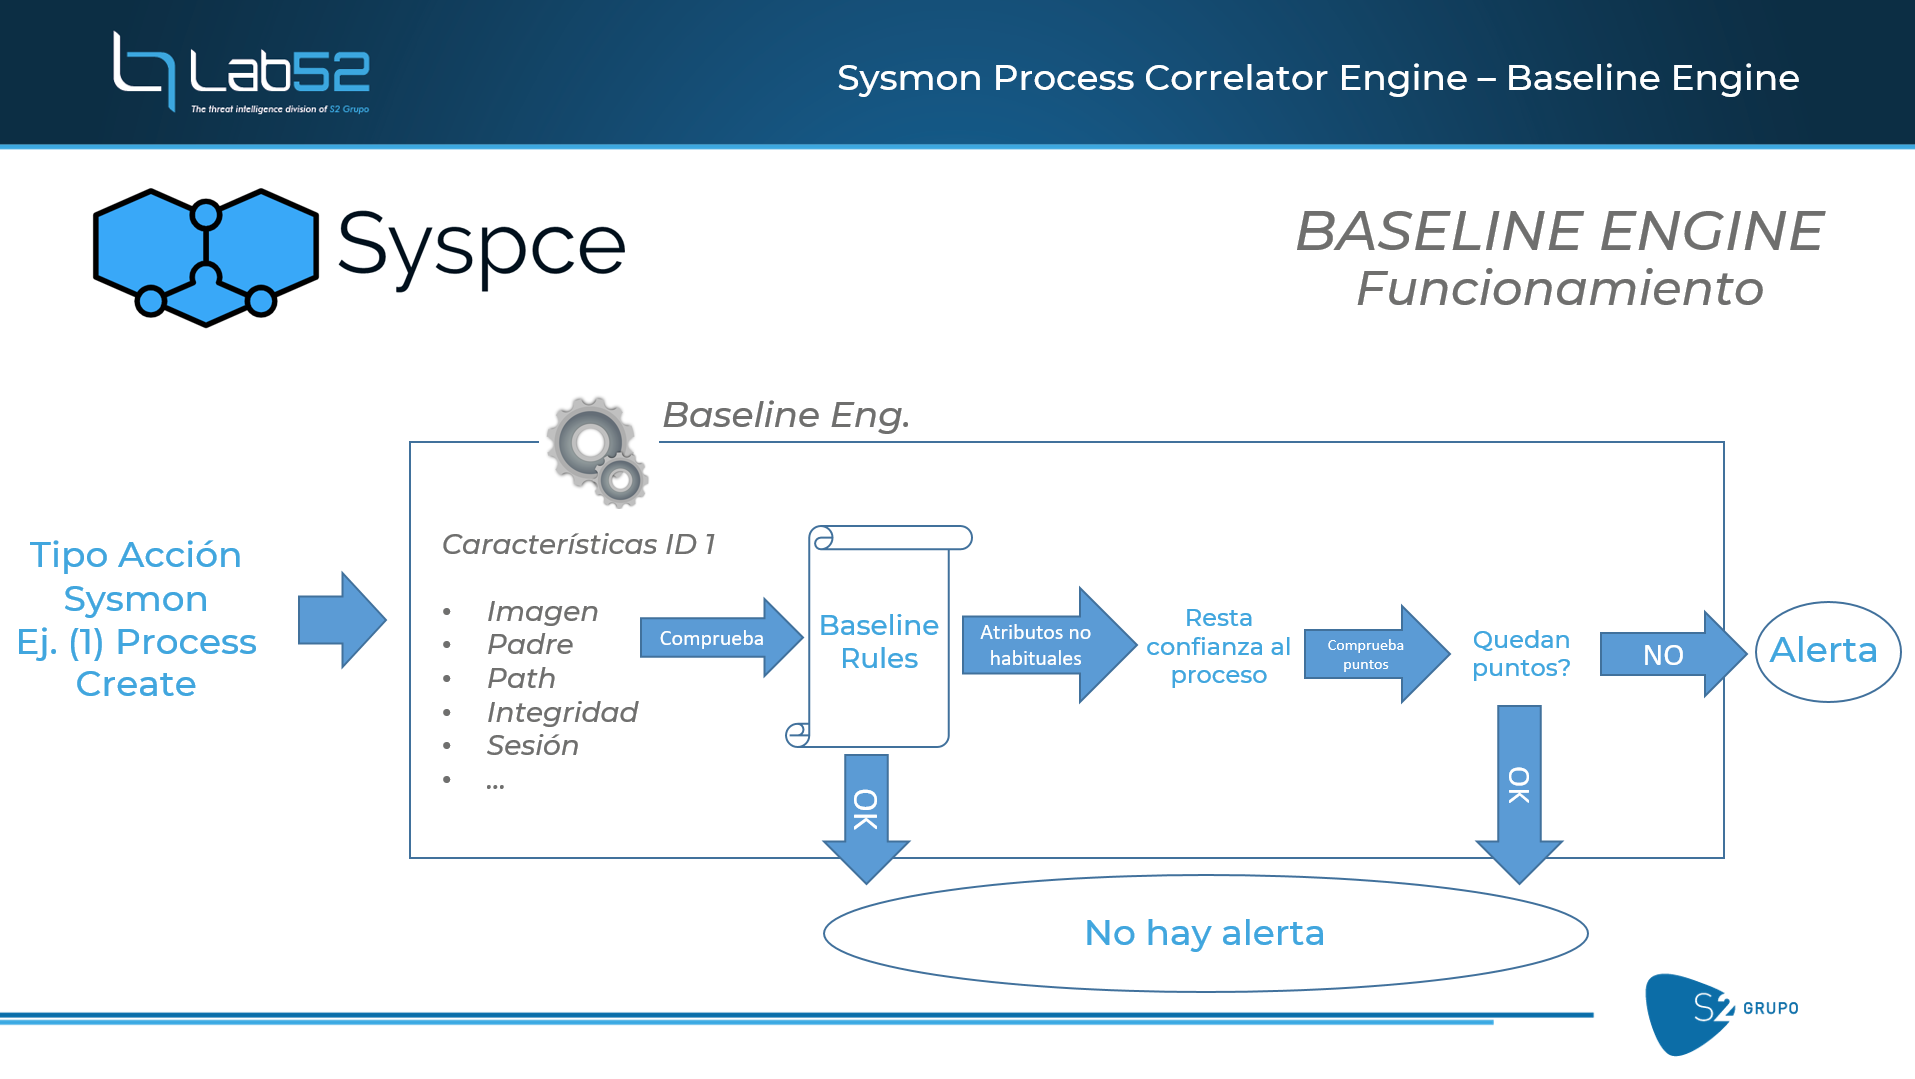 Lab52
The threat intelligence division of S2 Grupo
Sysmon Process Correlator Engine – Baseline Engine
Syspce
BASELINE ENGINE
Funcionamiento
Baseline Eng.
Tipo Acción
Sysmon
Ej. (1) Process
Create
Características ID 1
• Imagen
• Padre
• Path
• Integridad
• Sesión
• ...
Comprueba
Baseline
Rules
Atributos no
habituales
Resta
confianza al
proceso
Comprueba
puntos
Quedan
puntos?
NO
Alerta
OK
OK
No hay alerta
S2 GRUPO